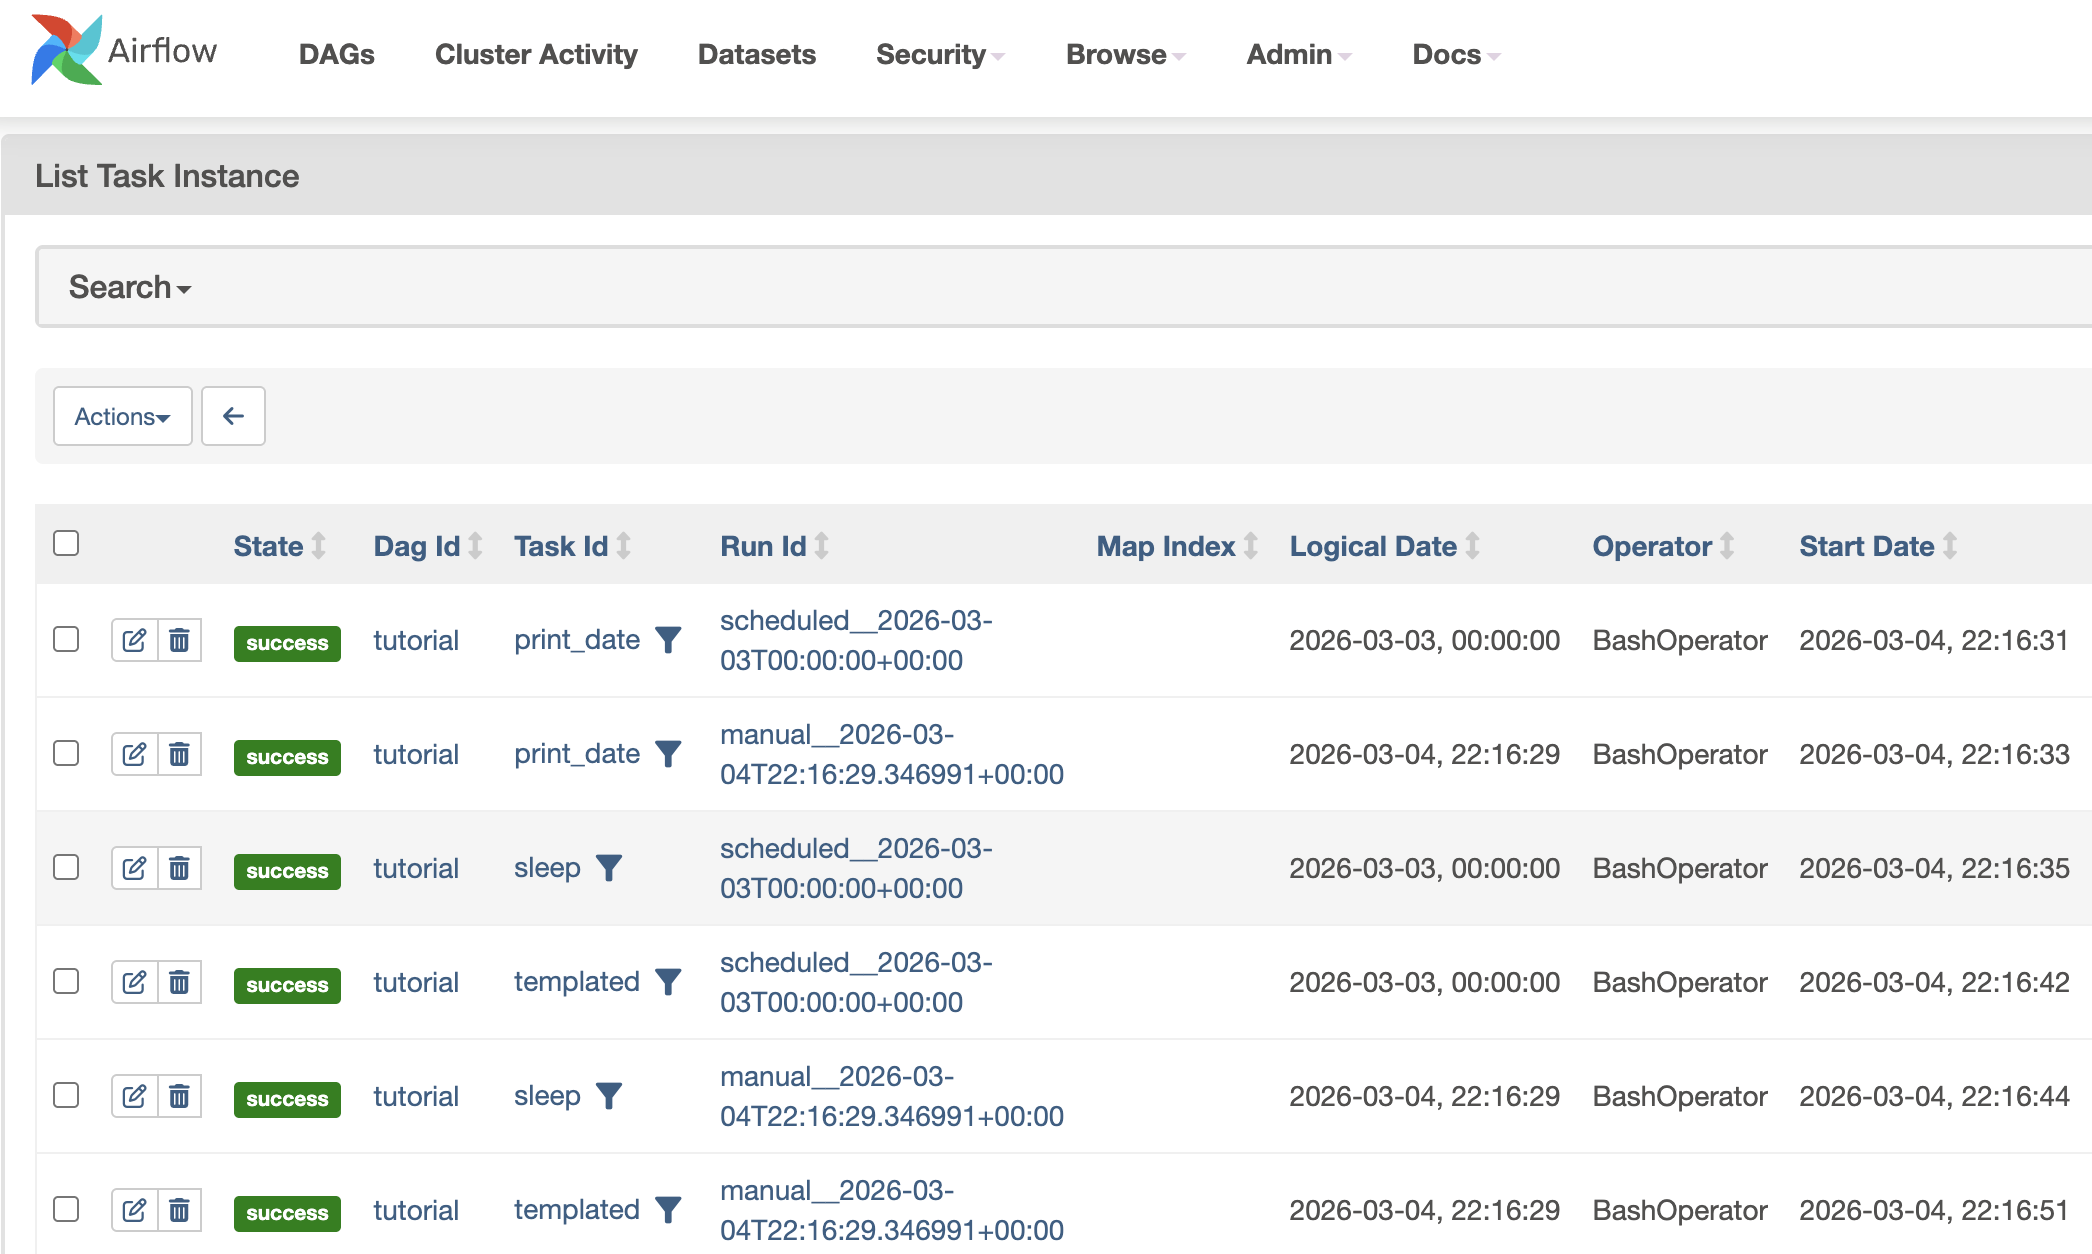 Airflow DAGs Cluster Activity Datasets Security Browse Admin Docs
List Task Instance
Search
Actions
State Dag Id Task Id Run Id Map Index Logical Date Operator Start Date
success tutorial print_date scheduled__2026-03-03T00:00:00+00:00 2026-03-03, 00:00:00 BashOperator 2026-03-04, 22:16:31
success tutorial print_date manual__2026-03-04T22:16:29.346991+00:00 2026-03-04, 22:16:29 BashOperator 2026-03-04, 22:16:33
success tutorial sleep scheduled__2026-03-03T00:00:00+00:00 2026-03-03, 00:00:00 BashOperator 2026-03-04, 22:16:35
success tutorial templated scheduled__2026-03-03T00:00:00+00:00 2026-03-03, 00:00:00 BashOperator 2026-03-04, 22:16:42
success tutorial sleep manual__2026-03-04T22:16:29.346991+00:00 2026-03-04, 22:16:29 BashOperator 2026-03-04, 22:16:44
success tutorial templated manual__2026-03-04T22:16:29.346991+00:00 2026-03-04, 22:16:29 BashOperator 2026-03-04, 22:16:51